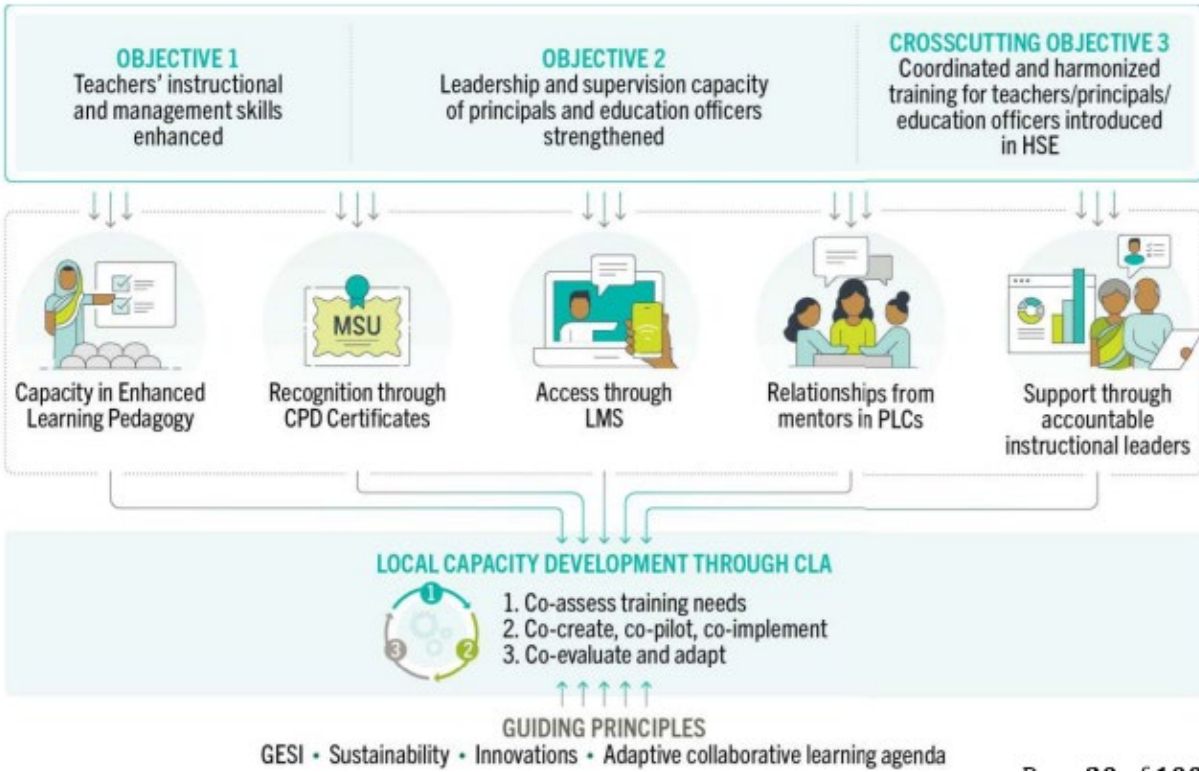 OBJECTIVE 1
Teachers' instructional
and management skills
enhanced
OBJECTIVE 2
Leadership and supervision capacity
of principals and education officers
strengthened
CROSSCUTTING OBJECTIVE 3
Coordinated and harmonized
training for teachers/principals/
education officers introduced
in HSE
MSU
Capacity in Enhanced
Learning Pedagogy
Recognition through
CPD Certificates
Access through
LMS
Relationships from
mentors in PLCs
Support through
accountable
instructional leaders
LOCAL CAPACITY DEVELOPMENT THROUGH CLA
1
2
3
1. Co-assess training needs
2. Co-create, co-pilot, co-implement
3. Co-evaluate and adapt
GUIDING PRINCIPLES
GESI • Sustainability • Innovations • Adaptive collaborative learning agenda